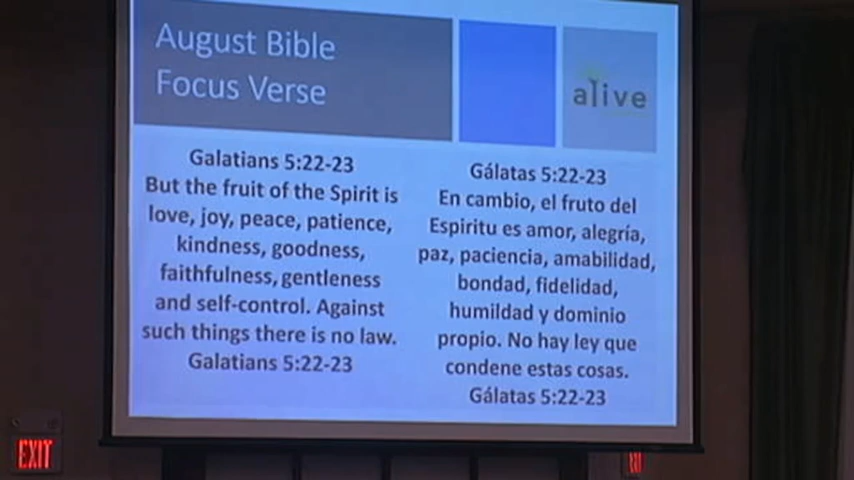 August Bible
Focus Verse
alive
Galatians 5:22-23
But the fruit of the Spirit is
love, joy, peace, patience,
kindness, goodness,
faithfulness, gentleness
and self-control. Against
such things there is no law.
Galatians 5:22-23
Gálatas 5:22-23
En cambio, el fruto del
Espiritu es amor, alegría,
paz, paciencia, amabilidad,
bondad, fidelidad,
humildad y dominio
propio. No hay ley que
condene estas cosas.
Gálatas 5:22-23
EXIT